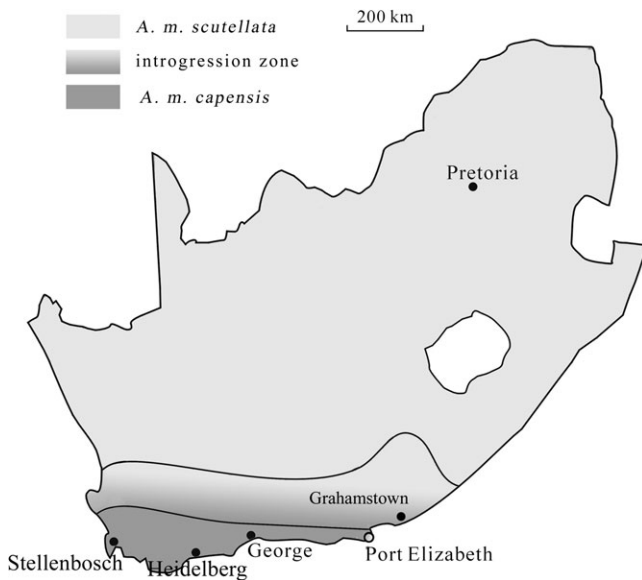 A. m. scutellata
200 km
introgression zone
A. m. capensis
Pretoria
Grahamstown
George
Port Elizabeth
Stellenbosch
Heidelberg